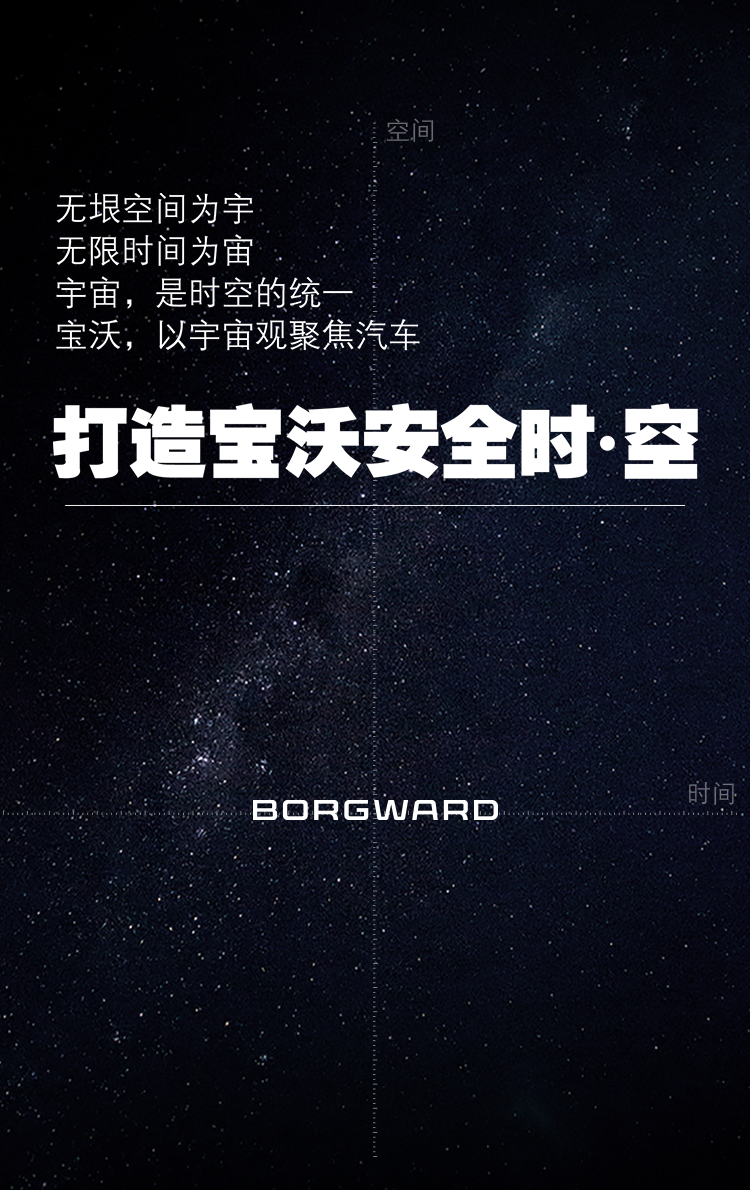 空间
无垠空间为宇
无限时间为宙
宇宙，是时空的统一
宝沃，以宇宙观聚焦汽车
打造宝沃安全时·空
时间
BORGWARD